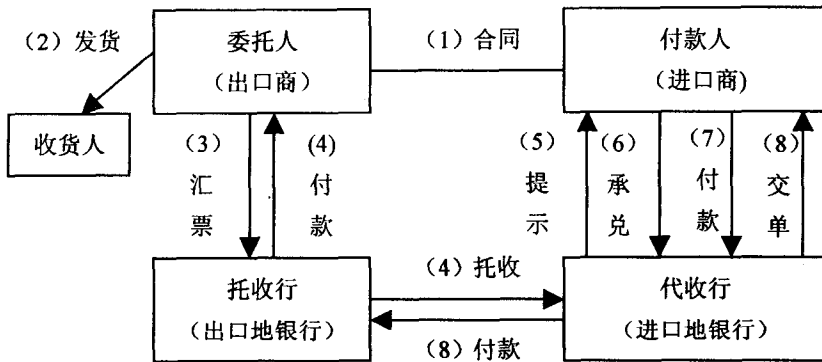 （2）发货
委托人
（出口商）
（1）合同
付款人
（进口商)
收货人
（3）
汇
票
(4)
付
款
（5）
提
示
（6）
承
兑
（7）
付
款
（8）
交
单
托收行
（出口地银行）
（4）托收
（8）付款
代收行
（进口地银行）